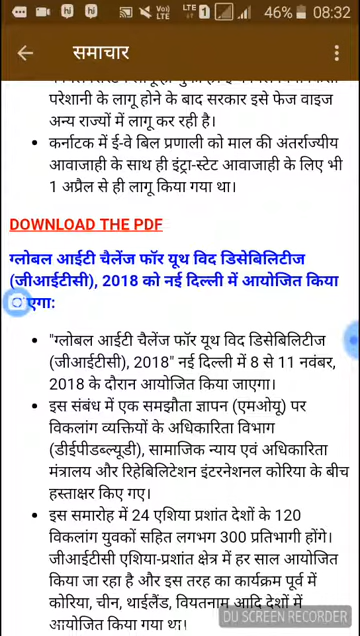 Vol) LTE LTE 1 46% 08:32
समाचार
परेशानी के लागू होने के बाद सरकार इसे फेज वाइज
अन्य राज्यों में लागू कर रही है।
कर्नाटक में ई-वे बिल प्रणाली को माल की अंतर्राज्यीय
आवाजाही के साथ ही इंट्रा-स्टेट आवाजाही के लिए भी
1 अप्रैल से ही लागू किया गया था।
DOWNLOAD THE PDF
ग्लोबल आईटी चैलेंज फॉर यूथ विद डिसेबिलिटीज
(जीआईटीसी), 2018 को नई दिल्ली में आयोजित किया
एगा:
"ग्लोबल आईटी चैलेंज फॉर यूथ विद डिसेबिलिटीज
(जीआईटीसी), 2018" नई दिल्ली में 8 से 11 नवंबर,
2018 के दौरान आयोजित किया जाएगा।
इस संबंध में एक समझौता ज्ञापन (एमओयू) पर
विकलांग व्यक्तियों के अधिकारिता विभाग
(डीईपीडब्ल्यूडी), सामाजिक न्याय एवं अधिकारिता
मंत्रालय और रिहेबिलिटेशन इंटरनेशनल कोरिया के बीच
हस्ताक्षर किए गए।
इस समारोह में 24 एशिया प्रशांत देशों के 120
विकलांग युवकों सहित लगभग 300 प्रतिभागी होंगे।
जीआईटीसी एशिया-प्रशांत क्षेत्र में हर साल आयोजित
किया जा रहा है और इस तरह का कार्यक्रम पूर्व में
कोरिया, चीन, थाईलैंड, वियतनाम आदि देशों में
DU SCREEN RECORDER
आयोजित किया गया था।